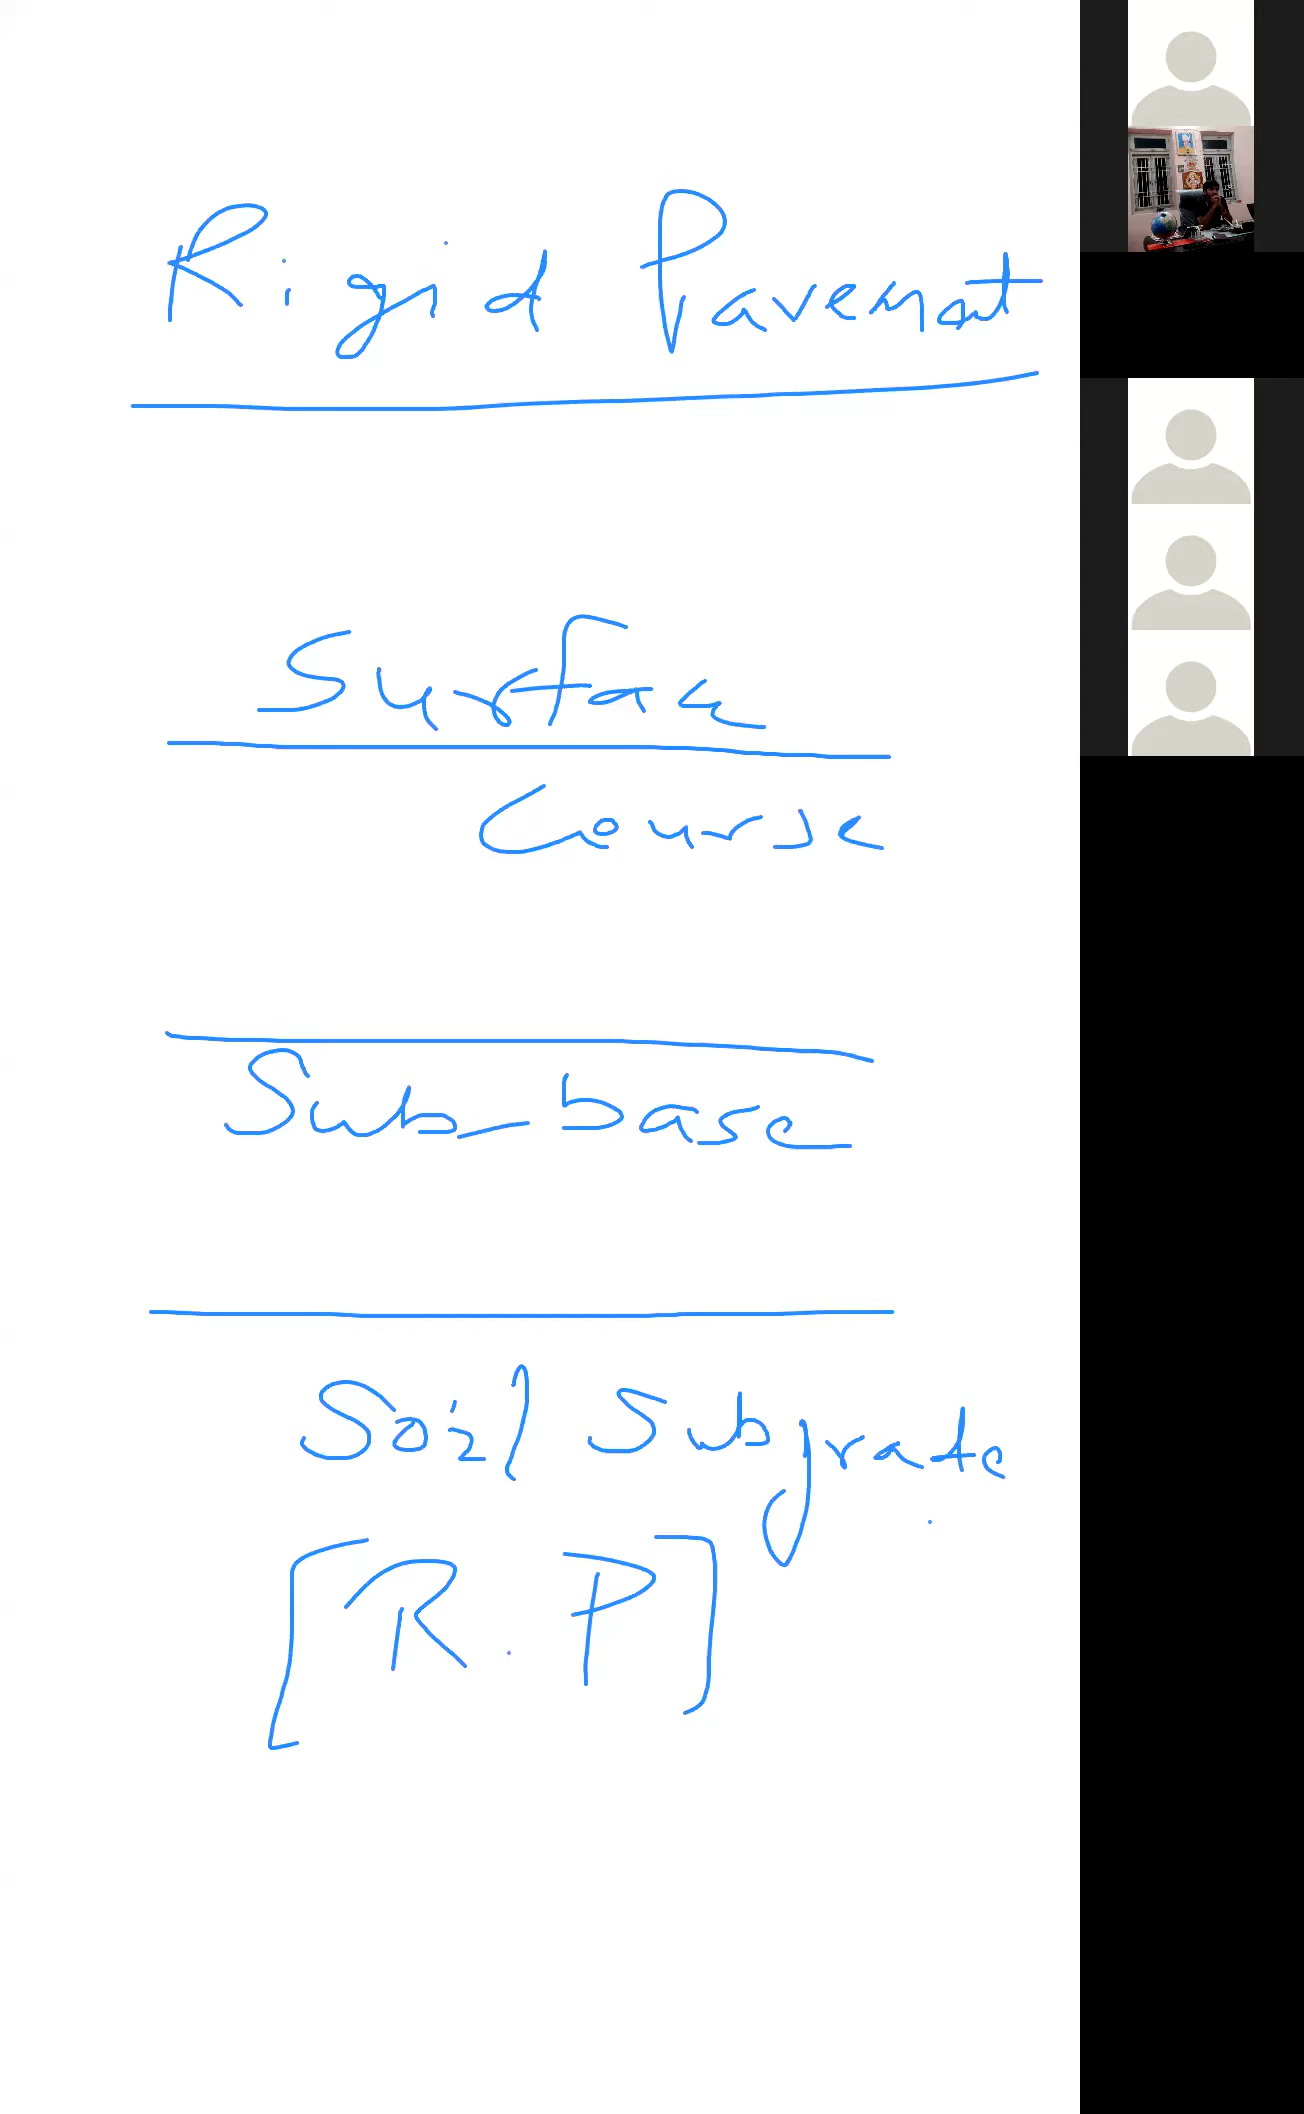 Rigid Pavement
Surface
Course
Sub-base
Soil Subgrade
[R.P]